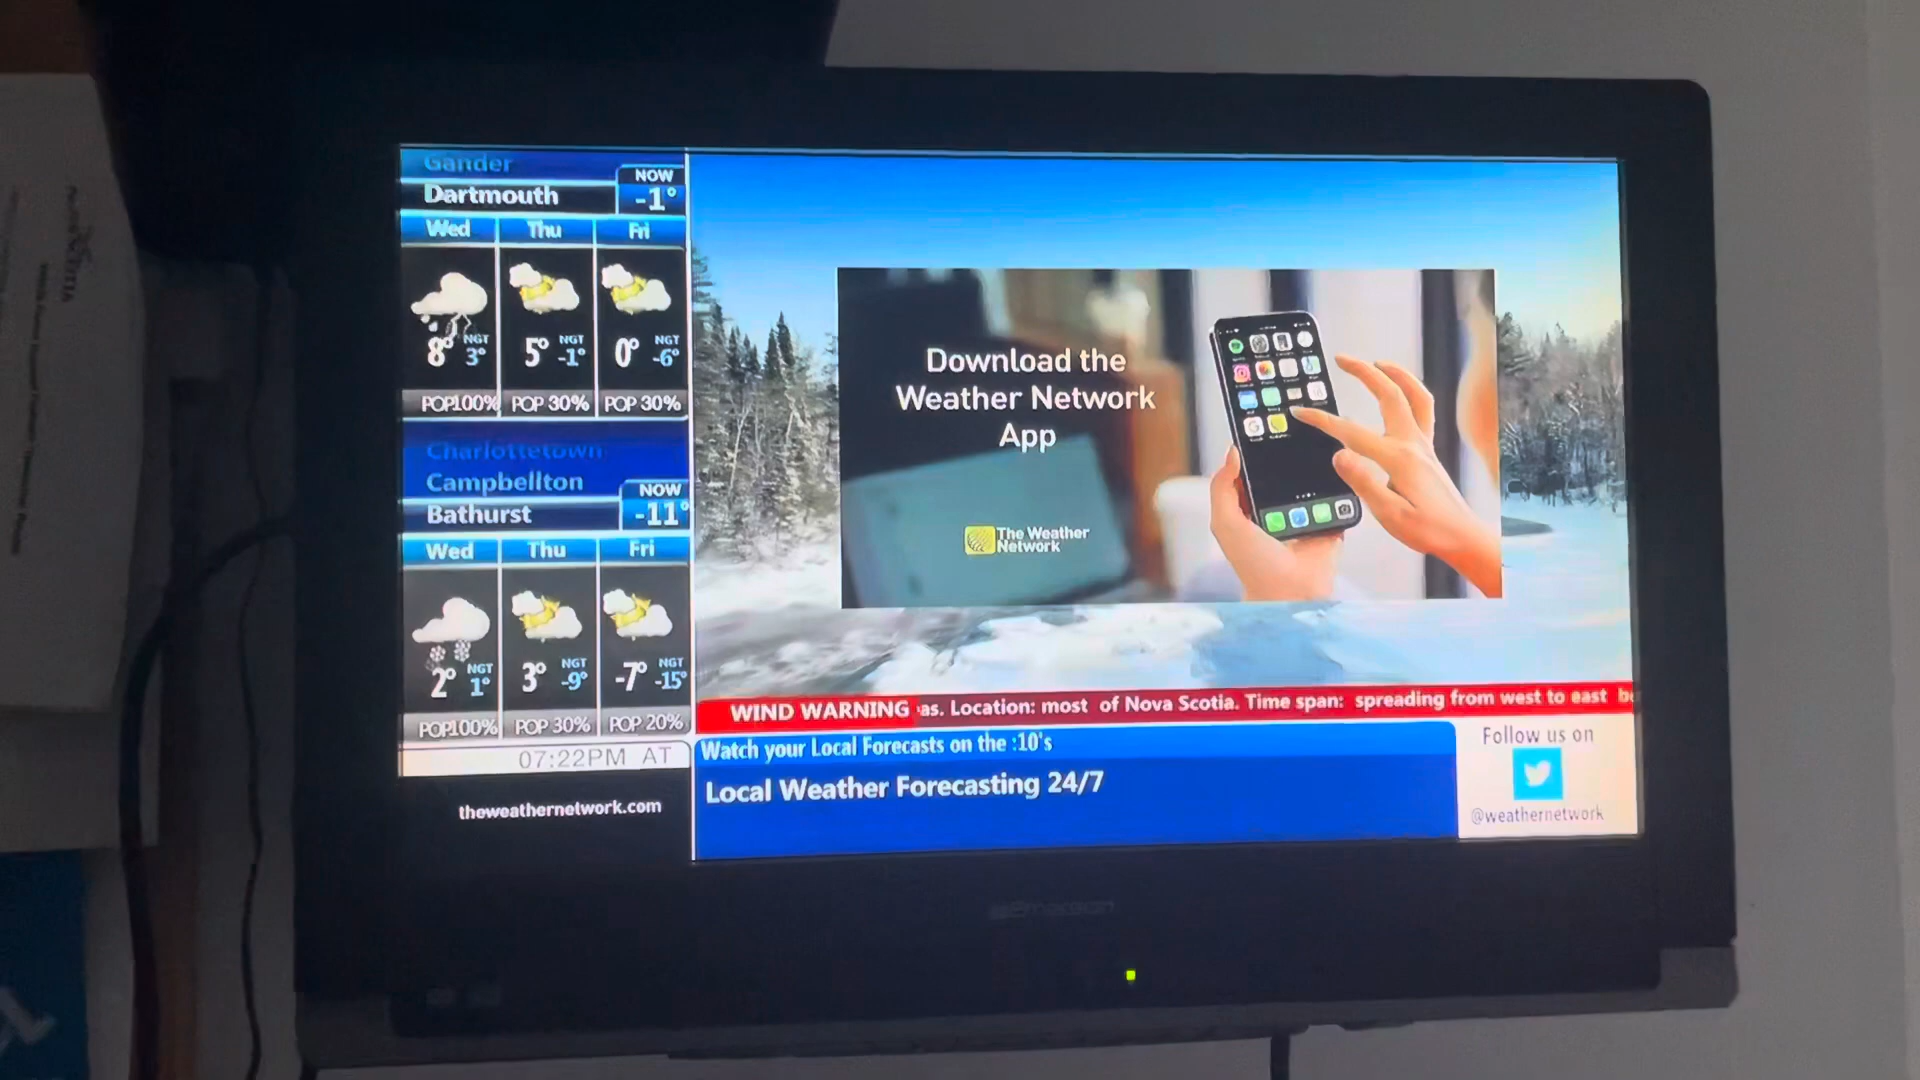 Gander
Dartmouth
NOW
-1°
Wed Thu Fri
8° NGT 3° 5° NGT -1° 0° NGT -6°
POP100% POP 30% POP 30%
Charlottetown
Campbellton
Bathurst
NOW
-11°
Wed Thu Fri
2° NGT 1° 3° NGT -9° -7° NGT -15°
POP100% POP 30% POP 20%
07:22PM AT
theweathernetwork.com
Download the
Weather Network
App
The Weather
Network
WIND WARNING as. Location: most of Nova Scotia. Time span: spreading from west to east
Watch your Local Forecasts on the :10's
Local Weather Forecasting 24/7
Follow us on
@weathernetwork
Emerson